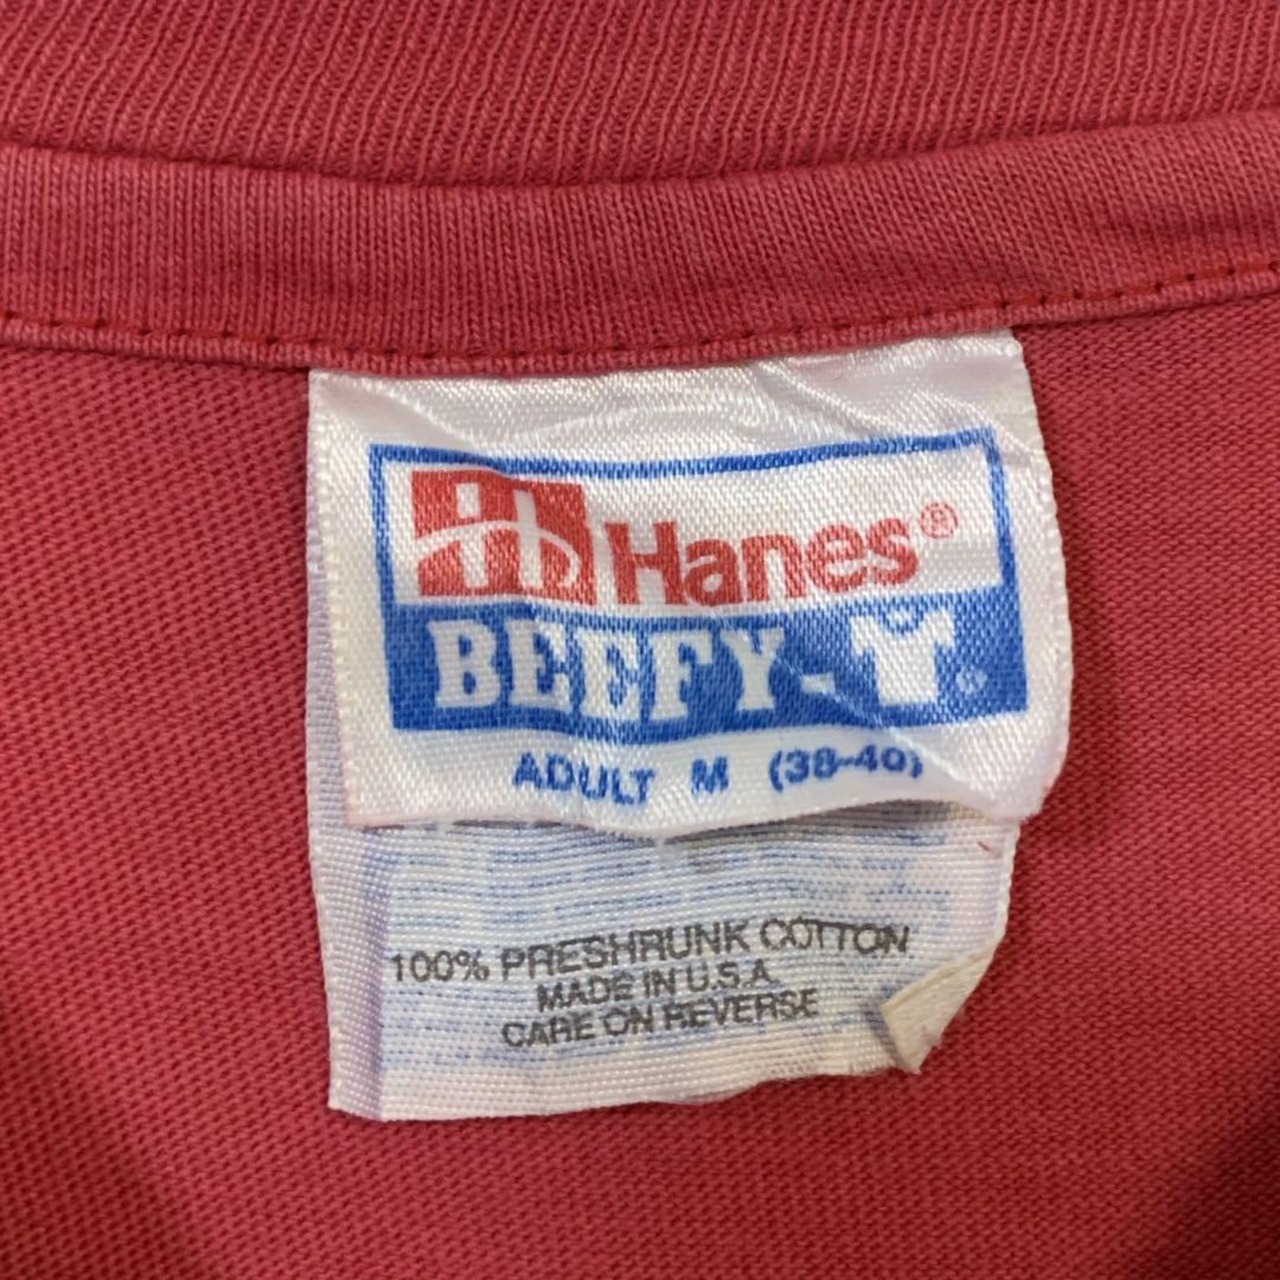 Hanes®
BEEFY-T®
ADULT M (38-40)
100% PRESHRUNK COTTON
MADE IN U.S.A.
CARE ON REVERSE